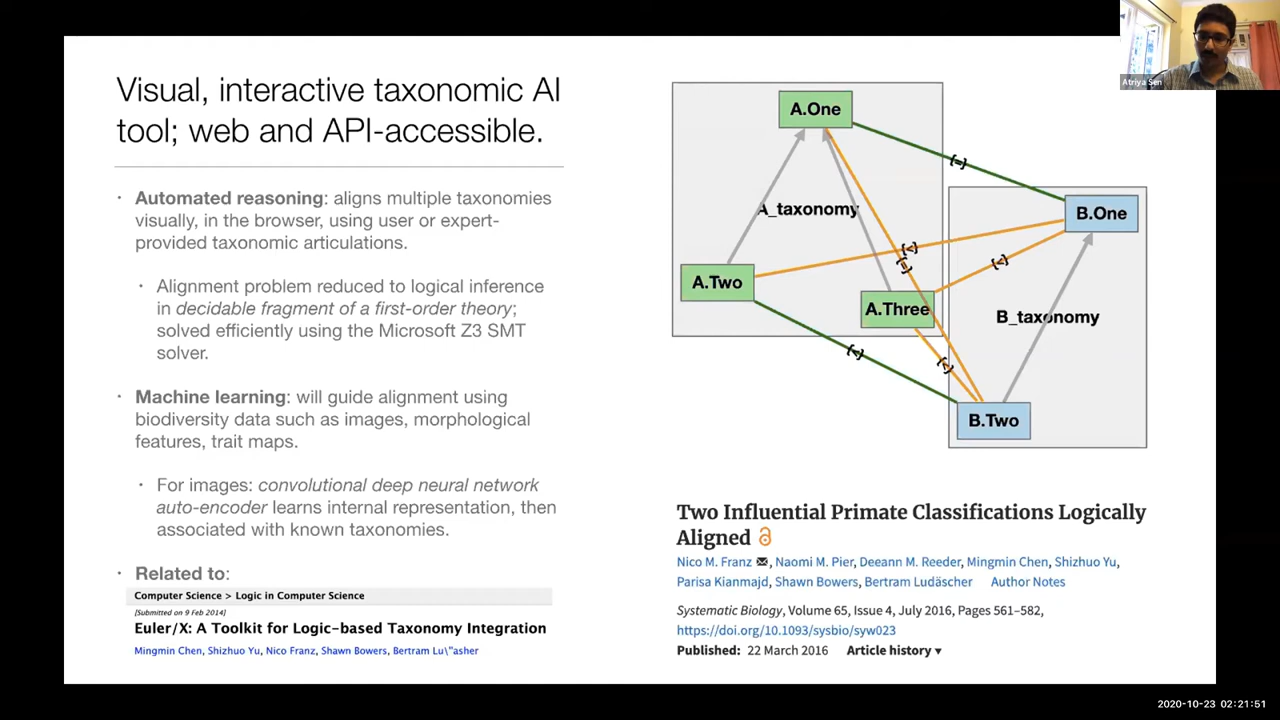 Visual, interactive taxonomic AI
tool; web and API-accessible.
• Automated reasoning: aligns multiple taxonomies
visually, in the browser, using user or expert-
provided taxonomic articulations.
• Alignment problem reduced to logical inference
in decidable fragment of a first-order theory;
solved efficiently using the Microsoft Z3 SMT
solver.
• Machine learning: will guide alignment using
biodiversity data such as images, morphological
features, trait maps.
• For images: convolutional deep neural network
auto-encoder learns internal representation, then
associated with known taxonomies.
• Related to:
Computer Science > Logic in Computer Science
[Submitted on 9 Feb 2014]
Euler/X: A Toolkit for Logic-based Taxonomy Integration
Mingmin Chen, Shizhuo Yu, Nico Franz, Shawn Bowers, Bertram Lu\"asher
A.One
A_taxonomy
A.Two
A.Three
B.One
B_taxonomy
B.Two
Two Influential Primate Classifications Logically
Aligned
Nico M. Franz, Naomi M. Pier, Deeann M. Reeder, Mingmin Chen, Shizhuo Yu,
Parisa Kianmajd, Shawn Bowers, Bertram Ludäscher Author Notes
Systematic Biology, Volume 65, Issue 4, July 2016, Pages 561–582,
https://doi.org/10.1093/sysbio/syw023
Published: 22 March 2016 Article history ▾
Atriya Sen
2020-10-23 02:21:51